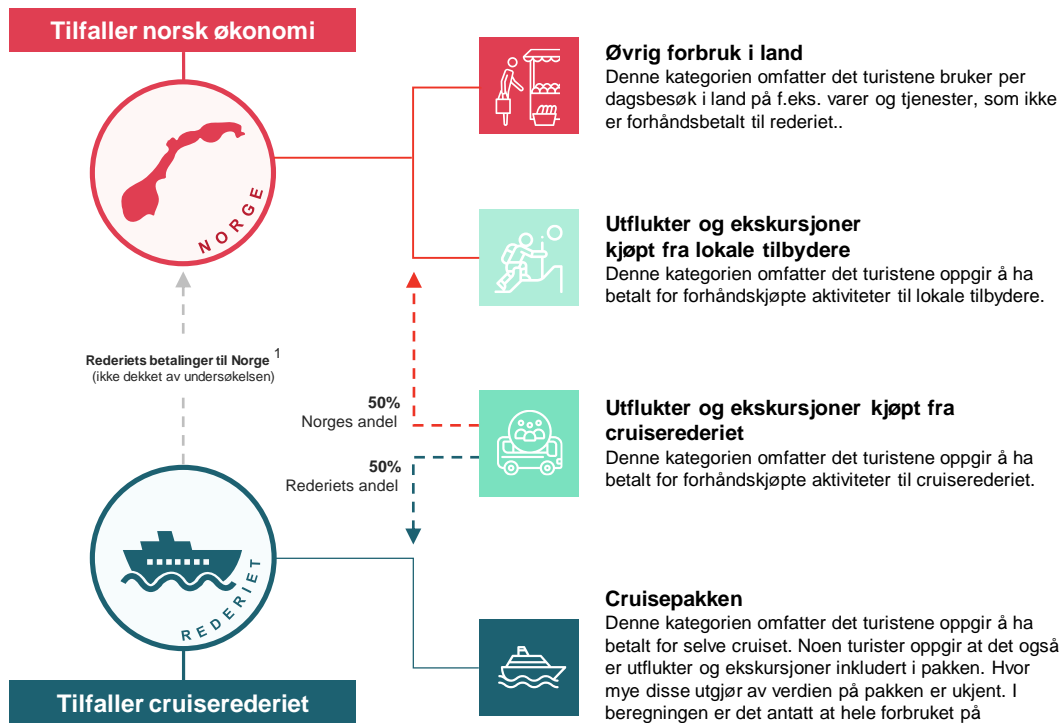 Tilfaller norsk økonomi
NORGE
Øvrig forbruk i land
Denne kategorien omfatter det turistene bruker per
dagsbesøk i land på f.eks. varer og tjenester, som ikke
er forhåndsbetalt til rederiet..
Utflukter og ekskursjoner
kjøpt fra lokale tilbydere
Denne kategorien omfatter det turistene oppgir å ha
betalt for forhåndskjøpte aktiviteter til lokale tilbydere.
Rederiets betalinger til Norge 1
(ikke dekket av undersøkelsen)
50%
Norges andel
50%
Rederiets andel
Utflukter og ekskursjoner kjøpt fra
cruiserederiet
Denne kategorien omfatter det turistene oppgir å ha
betalt for forhåndskjøpte aktiviteter til cruiserederiet.
REDERIET
Tilfaller cruiserederiet
Cruisepakken
Denne kategorien omfatter det turistene oppgir å ha
betalt for selve cruiset. Noen turister oppgir at det også
er utflukter og ekskursjoner inkludert i pakken. Hvor
mye disse utgjør av verdien på pakken er ukjent. I
beregningen er det antatt at hele forbruket på